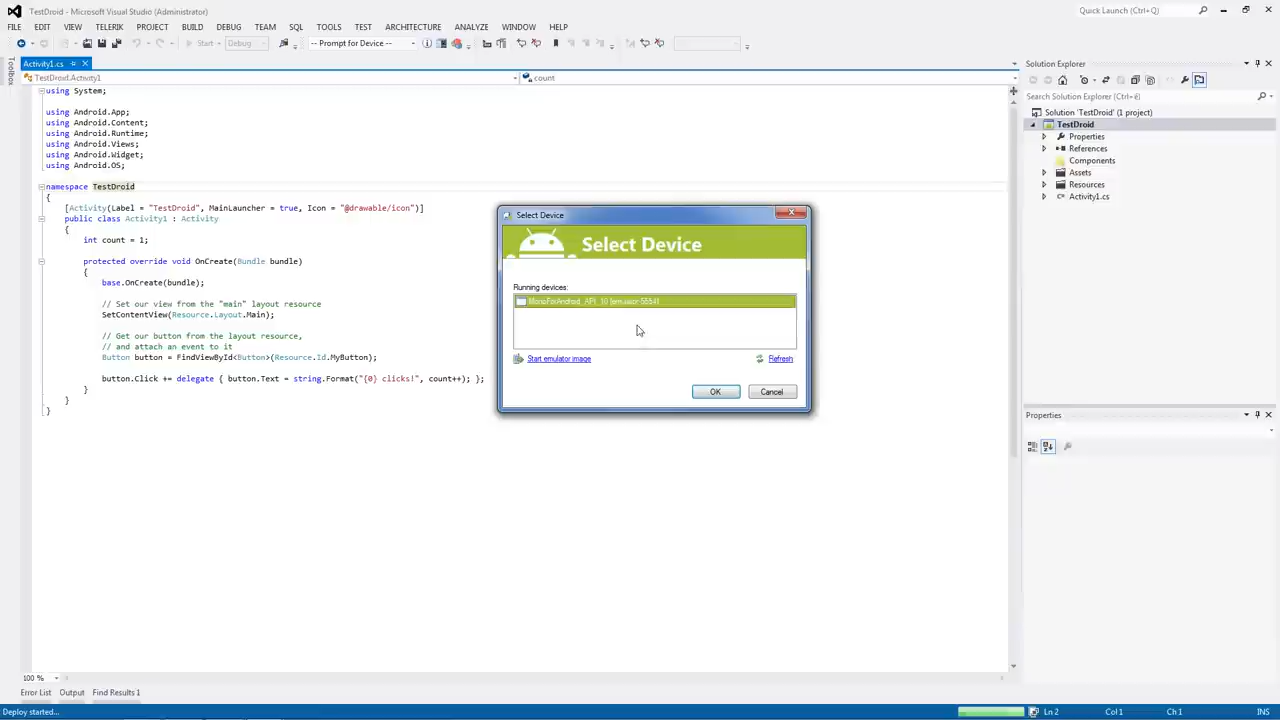 TestDroid - Microsoft Visual Studio (Administrator)
Quick Launch (Ctrl+Q)
FILE EDIT VIEW TELERIK PROJECT BUILD DEBUG TEAM SQL TOOLS TEST ARCHITECTURE ANALYZE WINDOW HELP
Start Debug -- Prompt for Device --
Toolbox
Activity1.cs
TestDroid.Activity1
count
using System;
using Android.App;
using Android.Content;
using Android.Runtime;
using Android.Views;
using Android.Widget;
using Android.OS;
namespace TestDroid
{
[Activity(Label = "TestDroid", MainLauncher = true, Icon = "@drawable/icon")]
public class Activity1 : Activity
{
int count = 1;
protected override void OnCreate(Bundle bundle)
{
base.OnCreate(bundle);
// Set our view from the "main" layout resource
SetContentView(Resource.Layout.Main);
// Get our button from the layout resource,
// and attach an event to it
Button button = FindViewById<Button>(Resource.Id.MyButton);
button.Click += delegate { button.Text = string.Format("{0} clicks!", count++); };
}
}
}
Select Device
Select Device
Running devices:
MonoForAndroid_API_10 (emulator-5554)
Start emulator image
Refresh
OK
Cancel
Solution Explorer
Search Solution Explorer (Ctrl+é)
Solution 'TestDroid' (1 project)
TestDroid
Properties
References
Components
Assets
Resources
Activity1.cs
Properties
100 %
Error List Output Find Results 1
Deploy started...
Ln 2 Col 1 Ch 1 INS